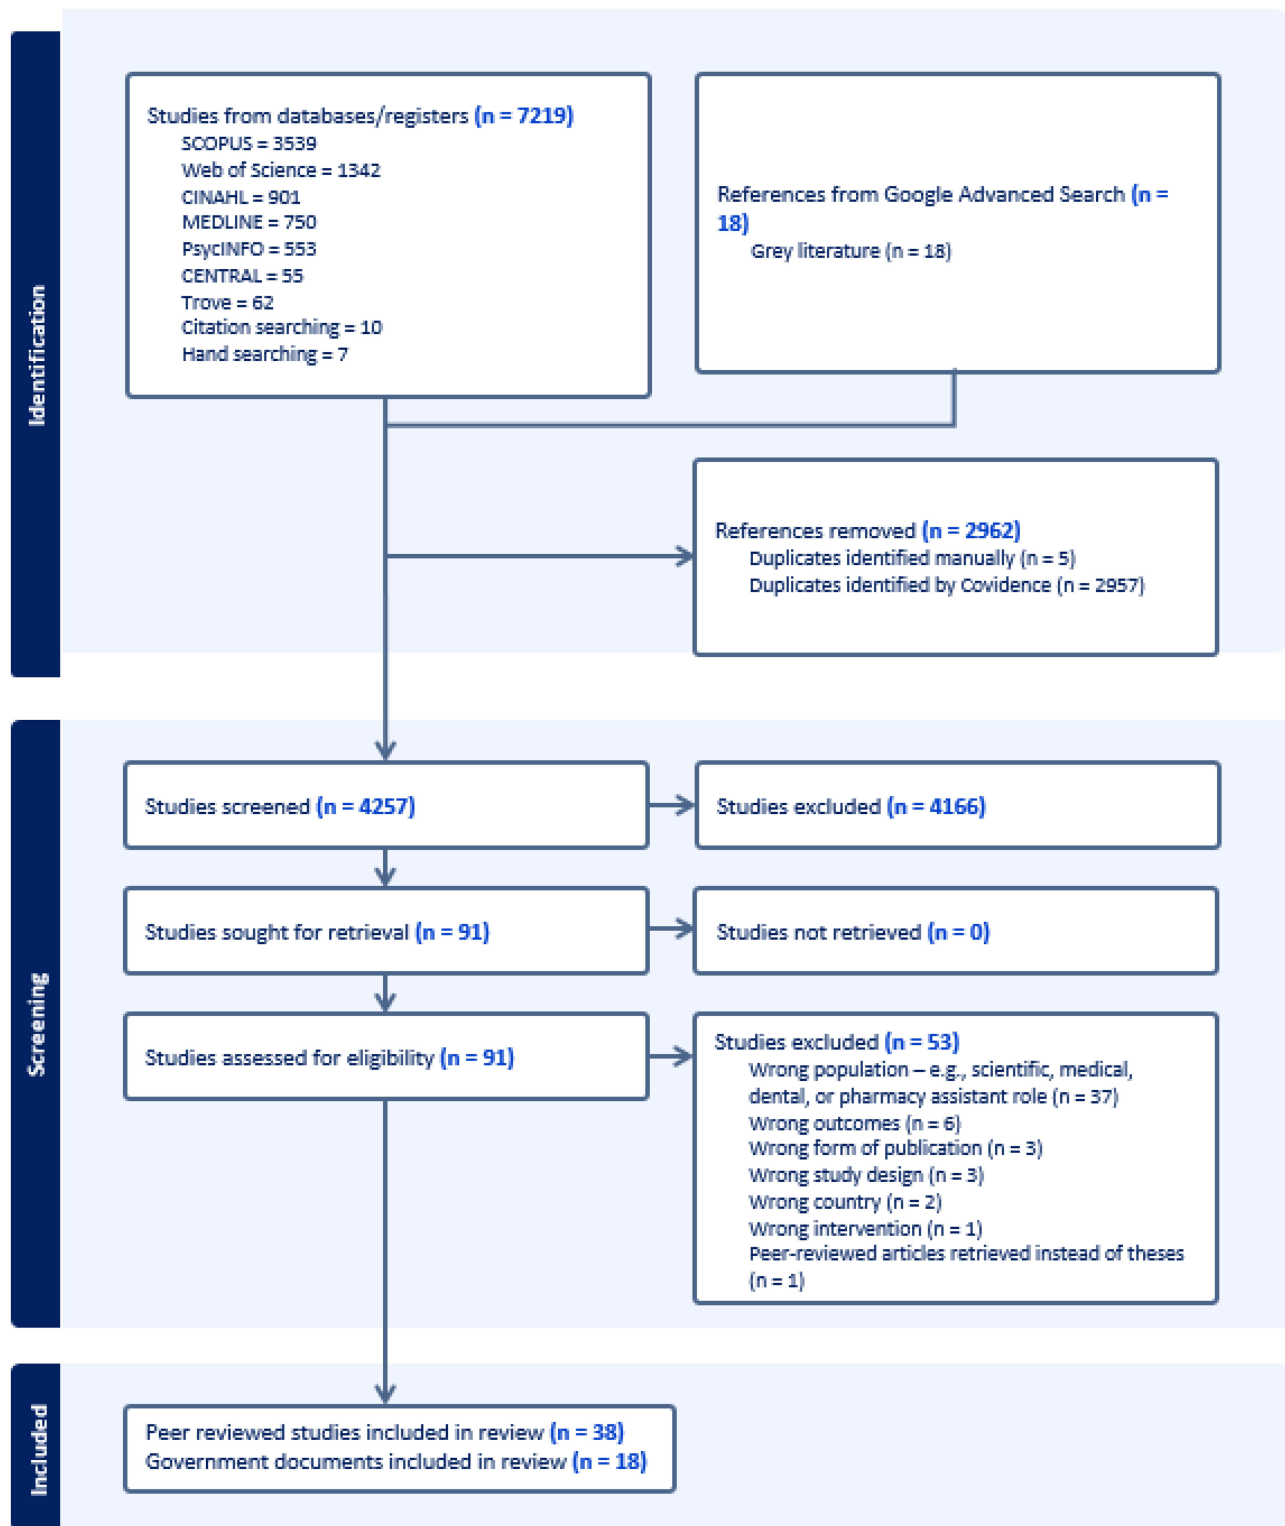 Identification
Studies from databases/registers (n = 7219)
SCOPUS = 3539
Web of Science = 1342
CINAHL = 901
MEDLINE = 750
PsycINFO = 553
CENTRAL = 55
Trove = 62
Citation searching = 10
Hand searching = 7
References from Google Advanced Search (n =
18)
Grey literature (n = 18)
References removed (n = 2962)
Duplicates identified manually (n = 5)
Duplicates identified by Covidence (n = 2957)
Screening
Studies screened (n = 4257)
Studies excluded (n = 4166)
Studies sought for retrieval (n = 91)
Studies not retrieved (n = 0)
Studies assessed for eligibility (n = 91)
Studies excluded (n = 53)
Wrong population – e.g., scientific, medical,
dental, or pharmacy assistant role (n = 37)
Wrong outcomes (n = 6)
Wrong form of publication (n = 3)
Wrong study design (n = 3)
Wrong country (n = 2)
Wrong intervention (n = 1)
Peer-reviewed articles retrieved instead of theses
(n = 1)
Included
Peer reviewed studies included in review (n = 38)
Government documents included in review (n = 18)